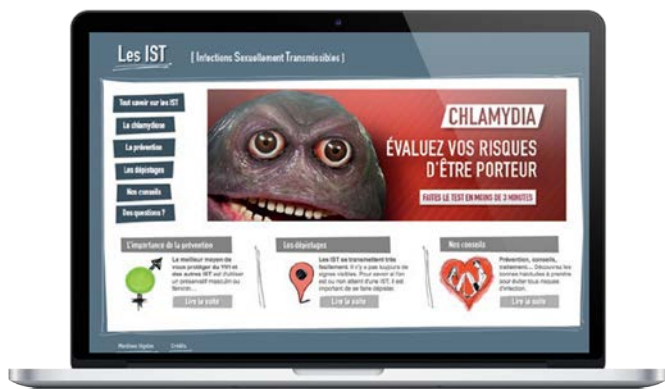 Les IST
[ Infections Sexuellement Transmissibles ]
Tout savoir sur les IST
La chlamydiose
La prévention
Les dépistages
Nos conseils
Des questions ?
CHLAMYDIA
ÉVALUEZ VOS RISQUES
D'ÊTRE PORTEUR
FAITES LE TEST EN MOINS DE 3 MINUTES
L'importance de la prévention
Le meilleur moyen de
vous protéger du VIH et
des autres IST est d'utiliser
un préservatif masculin ou
féminin...
Lire la suite
Les dépistages
Les IST se transmettent très
facilement. Il n'y a pas toujours de
signes visibles. Pour savoir si l'on
est ou non atteint d'une IST, il est
important de se faire dépister.
Lire la suite
Nos conseils
Prévention, conseils,
traitement... Découvrez les
bonnes habitudes à prendre
pour éviter tous risques
d'infection.
Lire la suite
Mentions légales
Crédits